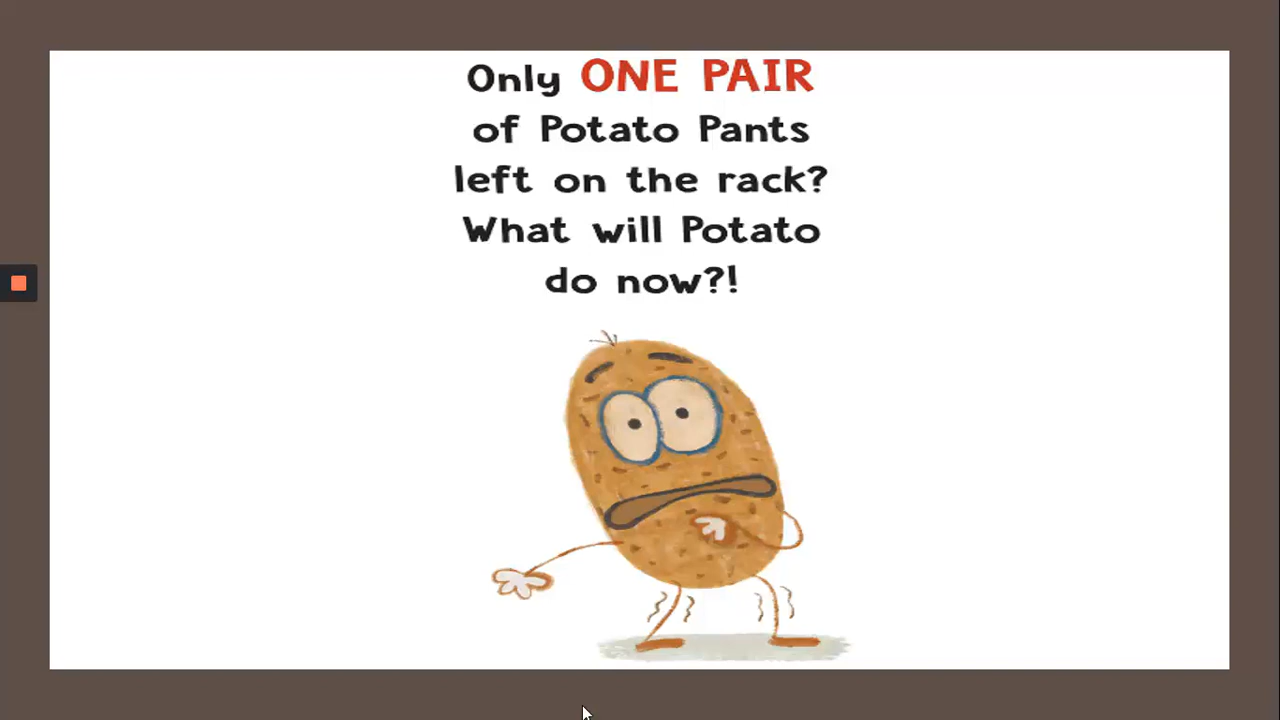 Only ONE PAIR
of Potato Pants
left on the rack?
What will Potato
do now?!